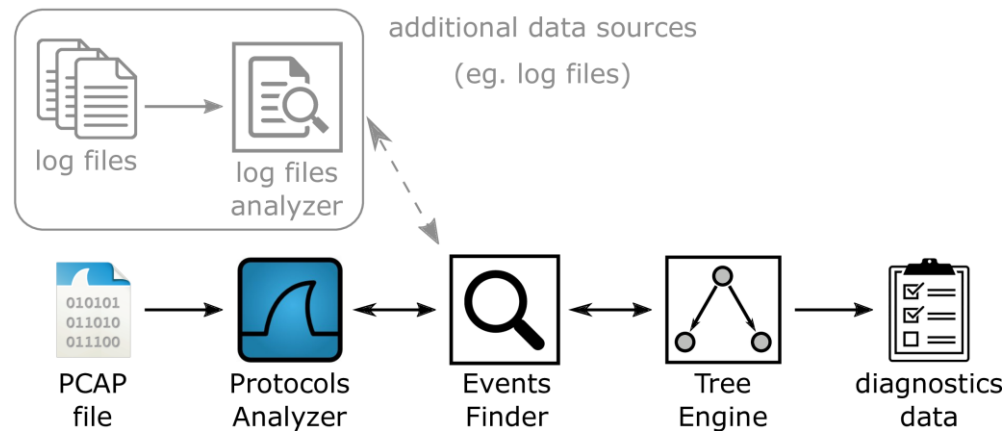 additional data sources
(eg. log files)
log files
log files
analyzer
010101
011010
011100
PCAP
file
Protocols
Analyzer
Events
Finder
Tree
Engine
diagnostics
data